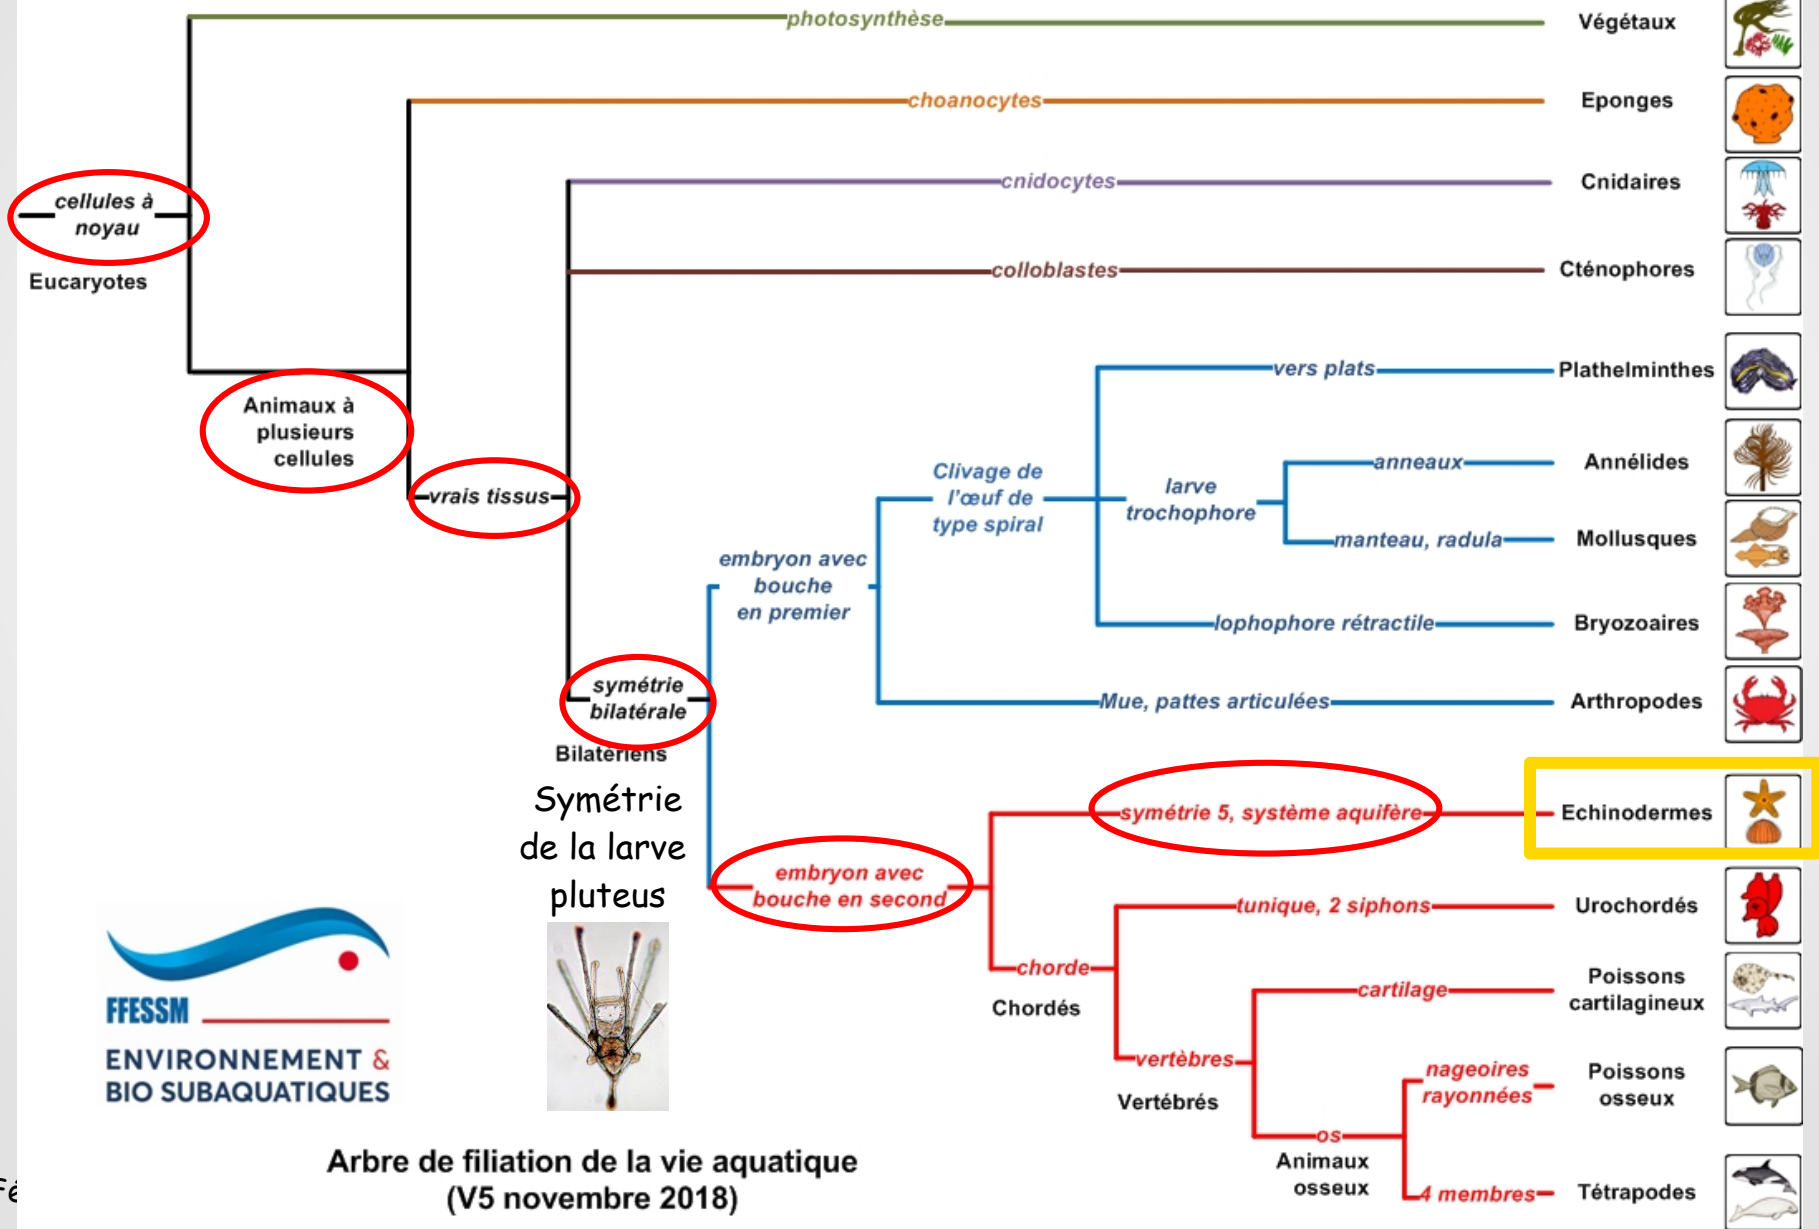 photosynthèse
Végétaux
choanocytes
Eponges
cellules à
noyau
Eucaryotes
cnidocytes
Cnidaires
colloblastes
Cténophores
Animaux à
plusieurs
cellules
vrais tissus
vers plats
Plathelminthes
Clivage de
l'œuf de
type spiral
larve
trochophore
anneaux
Annélides
manteau, radula
Mollusques
embryon avec
bouche
en premier
lophophore rétractile
Bryozoaires
Mue, pattes articulées
Arthropodes
symétrie
bilatérale
Bilatériens
Symétrie
de la larve
pluteus
symétrie 5, système aquifère
Echinodermes
embryon avec
bouche en second
tunique, 2 siphons
Urochordés
chorde
Chordés
cartilage
Poissons
cartilagineux
vertèbres
Vertébrés
nageoires
rayonnées
Poissons
osseux
os
Animaux
osseux
4 membres
Tétrapodes
FFESSM
ENVIRONNEMENT &
BIO SUBAQUATIQUES
Arbre de filiation de la vie aquatique
(V5 novembre 2018)